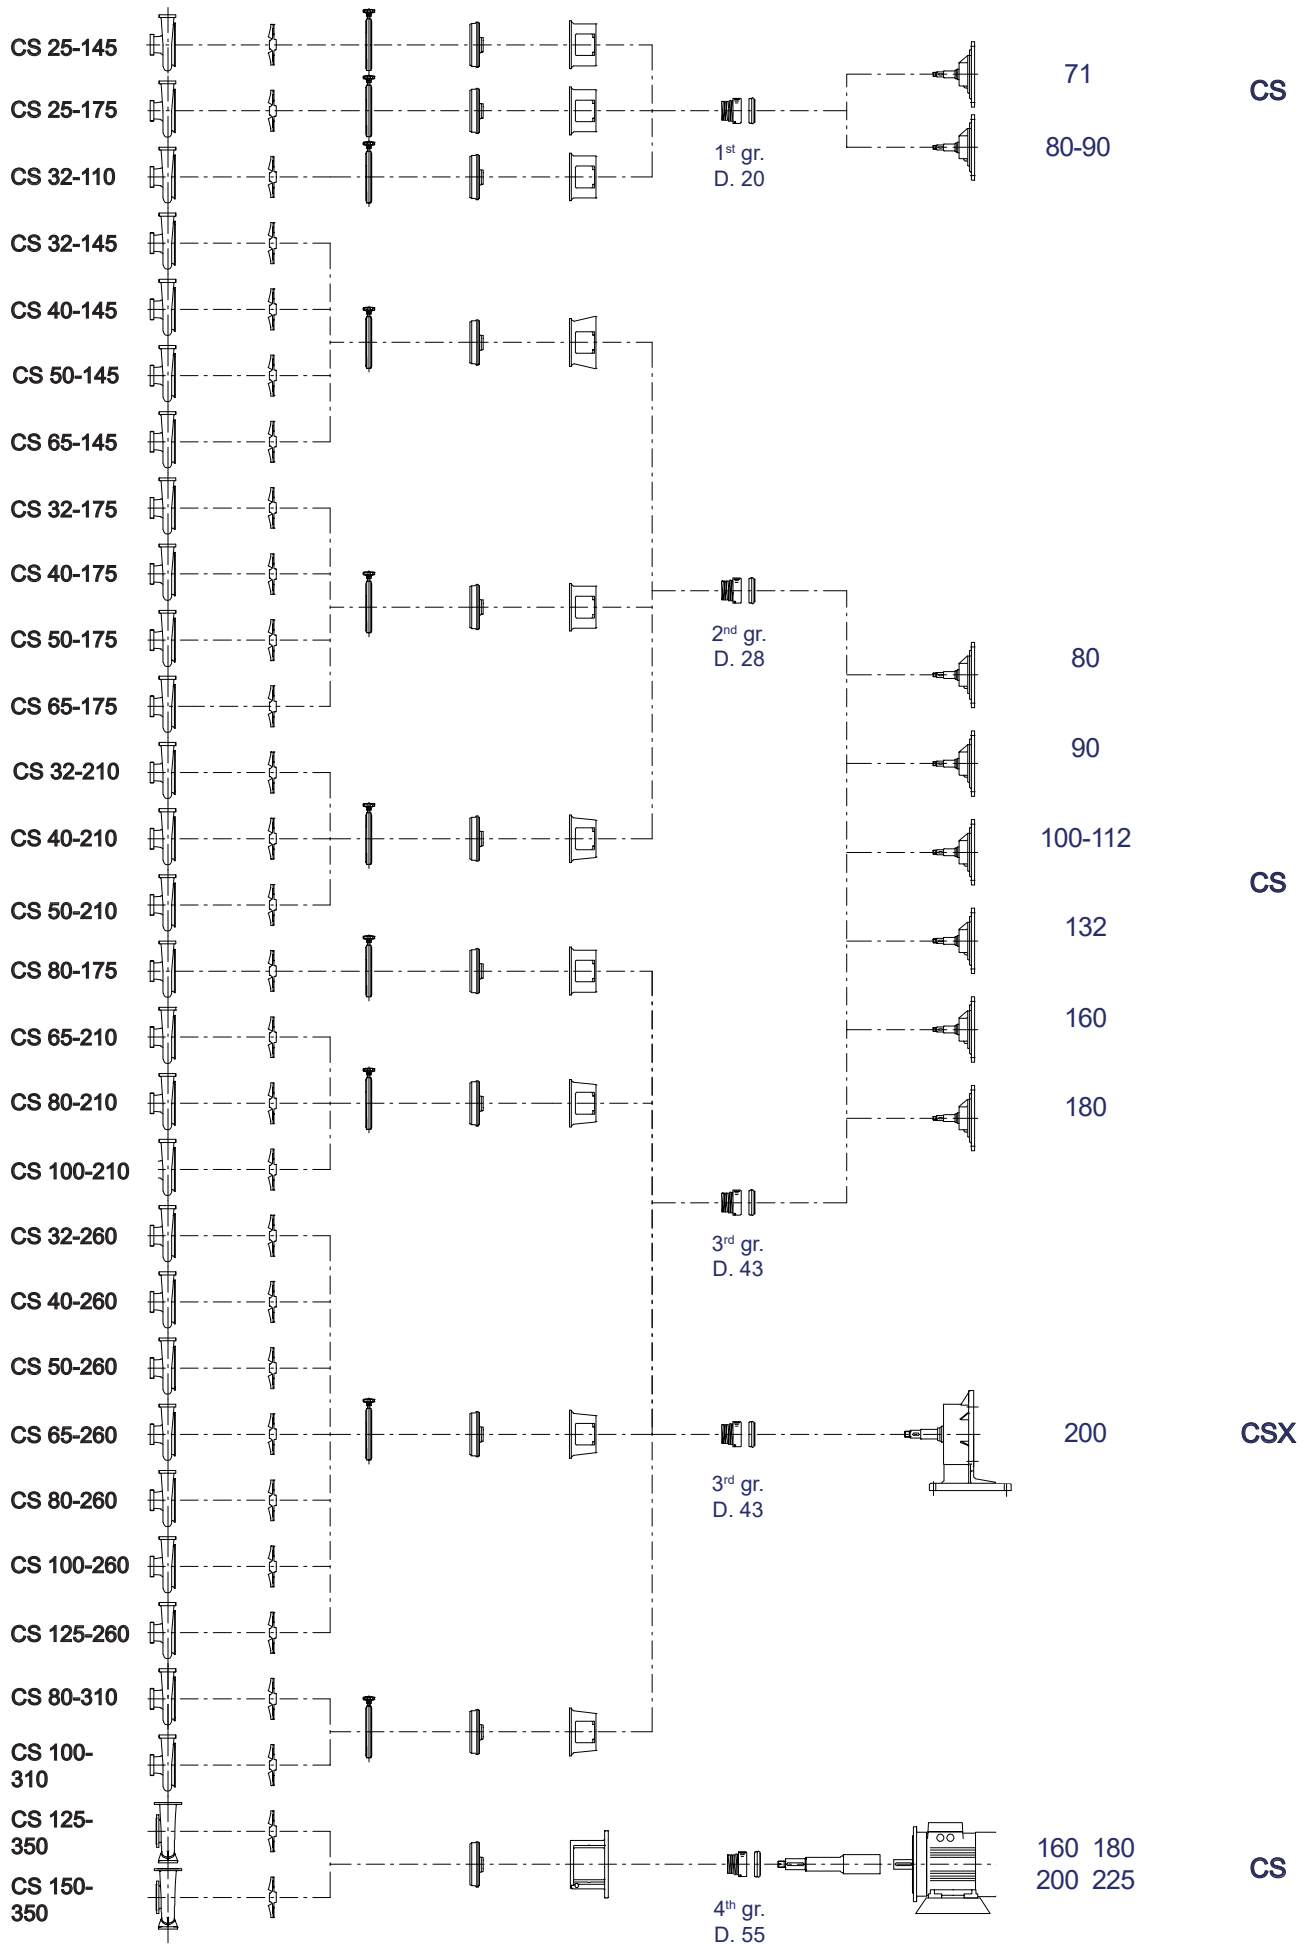 CS 25-145
71
CS
CS 25-175
80-90
1st gr.
D. 20
CS 32-110
CS 32-145
CS 40-145
CS 50-145
CS 65-145
CS 32-175
CS 40-175
CS 50-175
2nd gr.
D. 28
80
CS 65-175
90
CS 32-210
CS 40-210
100-112
CS
CS 50-210
132
CS 80-175
160
CS 65-210
CS 80-210
180
CS 100-210
CS 32-260
3rd gr.
D. 43
CS 40-260
CS 50-260
CS 65-260
200
CSX
3rd gr.
D. 43
CS 80-260
CS 100-260
CS 125-260
CS 80-310
CS 100-
310
CS 125-
350
160 180
200 225
CS
CS 150-
350
4th gr.
D. 55